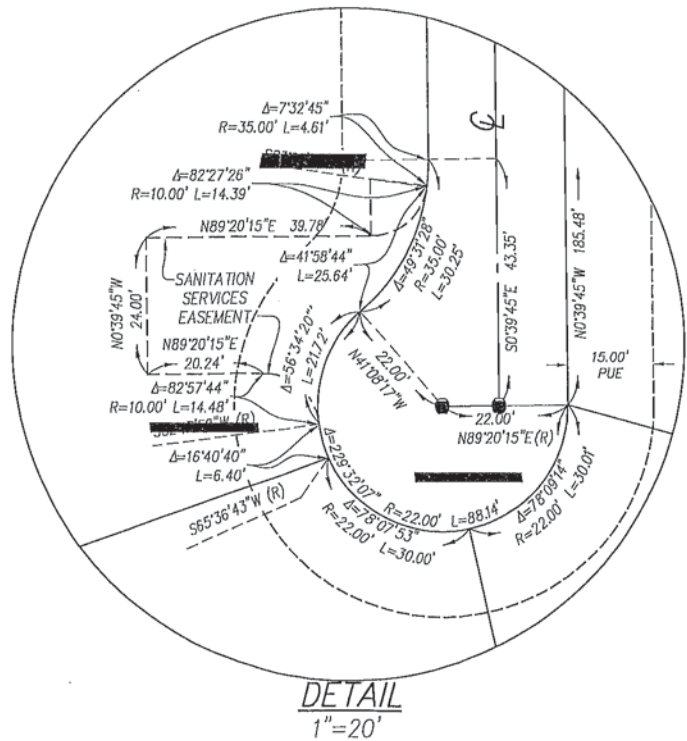 Δ=7°32'45"
R=35.00' L=4.61'
Δ=82°27'26"
R=10.00' L=14.39'
N89°20'15"E 39.78'
Δ=41°58'44"
L=25.64'
SANITATION
SERVICES
EASEMENT
N0°39'45"W
24.00'
N89°20'15"E
20.24'
Δ=82°57'44"
R=10.00' L=14.48'
(R)
Δ=16°40'40"
L=6.40'
S65°36'43"W (R)
Δ=56°34'20"
L=21.72'
Δ=49°31'28"
R=35.00'
L=30.25'
CL
S0°39'45"E 43.35'
N0°39'45"W 185.48'
15.00'
PUE
22.00'
N41°08'17"W
22.00'
N89°20'15"E(R)
Δ=229°32'07" R=22.00' L=88.14'
Δ=78°07'53"
R=22.00' L=30.00'
Δ=78°09'14"
R=22.00' L=30.01'
DETAIL
1"=20'